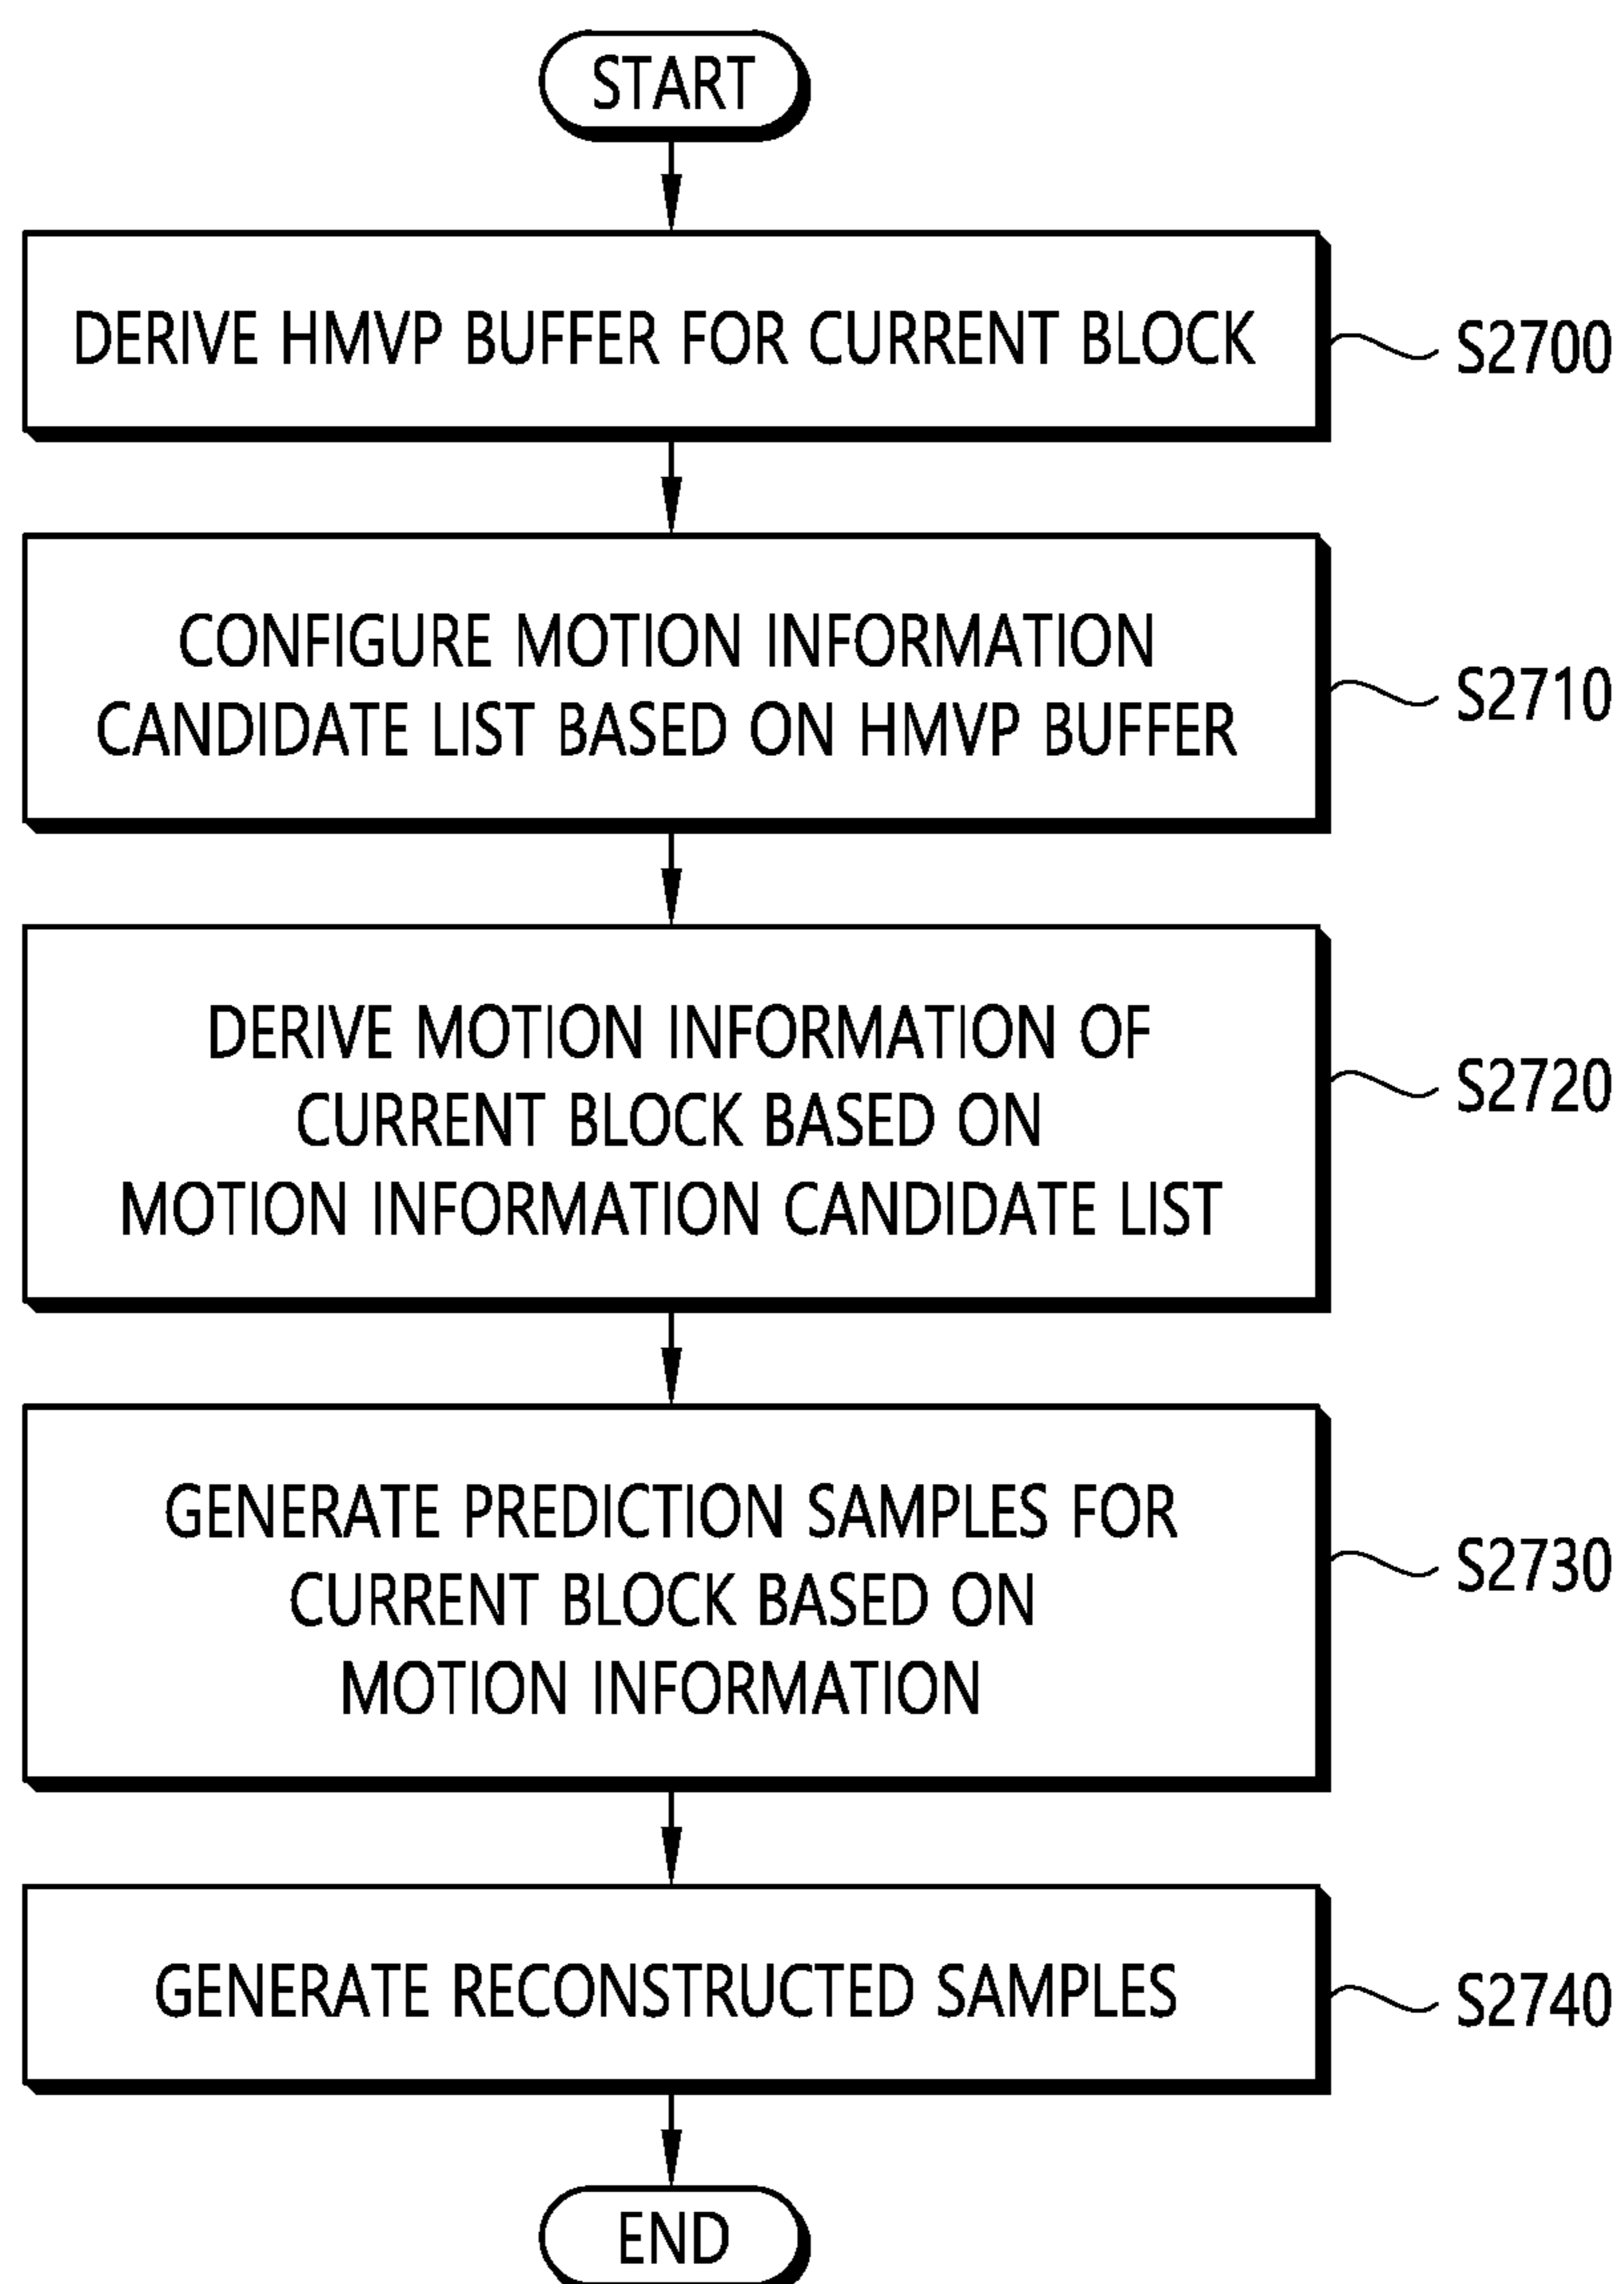 START
DERIVE HMVP BUFFER FOR CURRENT BLOCK
S2700
CONFIGURE MOTION INFORMATION
CANDIDATE LIST BASED ON HMVP BUFFER
S2710
DERIVE MOTION INFORMATION OF
CURRENT BLOCK BASED ON
MOTION INFORMATION CANDIDATE LIST
S2720
GENERATE PREDICTION SAMPLES FOR
CURRENT BLOCK BASED ON
MOTION INFORMATION
S2730
GENERATE RECONSTRUCTED SAMPLES
S2740
END